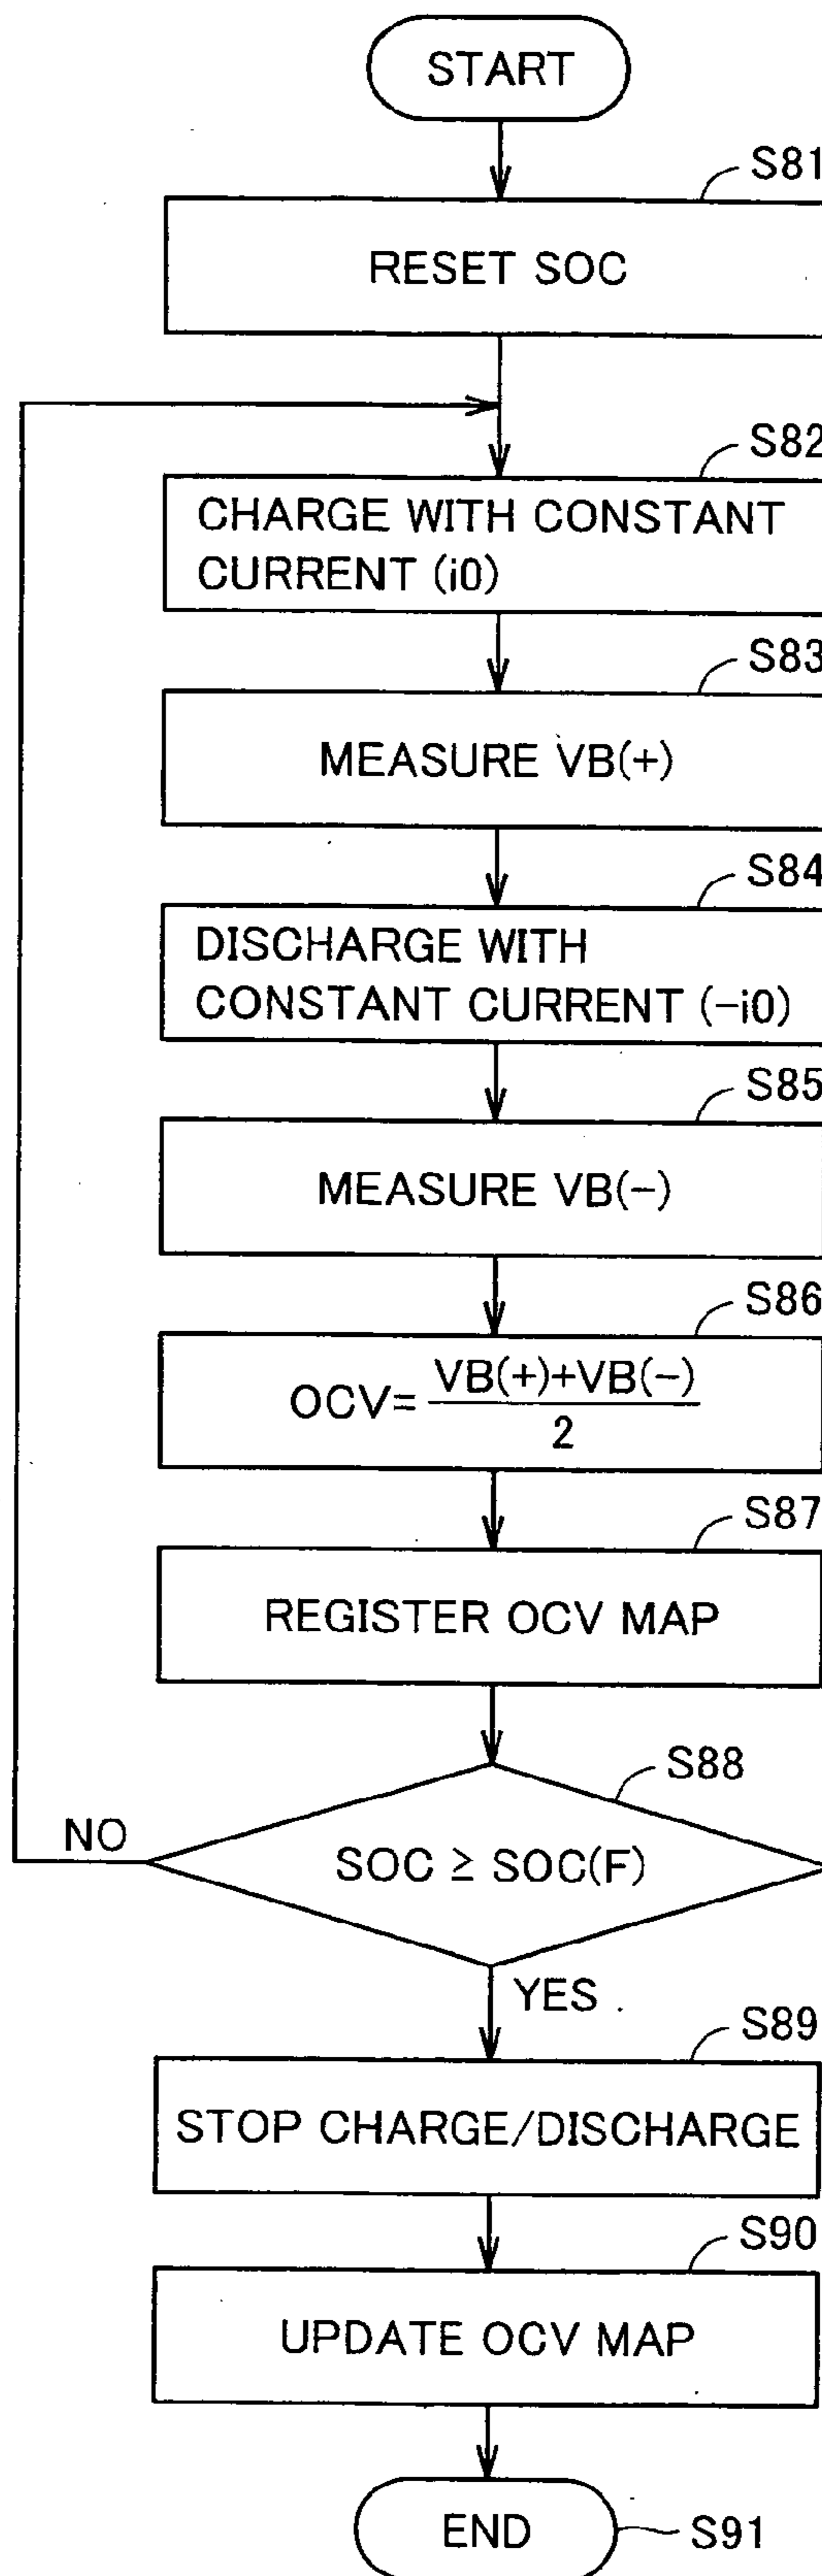 START
S81
RESET SOC
S82
CHARGE WITH CONSTANT
CURRENT (i0)
S83
MEASURE VB(+)
S84
DISCHARGE WITH
CONSTANT CURRENT (-i0)
S85
MEASURE VB(-)
S86
OCV= VB(+)+VB(-)
2
S87
REGISTER OCV MAP
S88
NO
SOC ≥ SOC(F)
YES
S89
STOP CHARGE/DISCHARGE
S90
UPDATE OCV MAP
END
S91